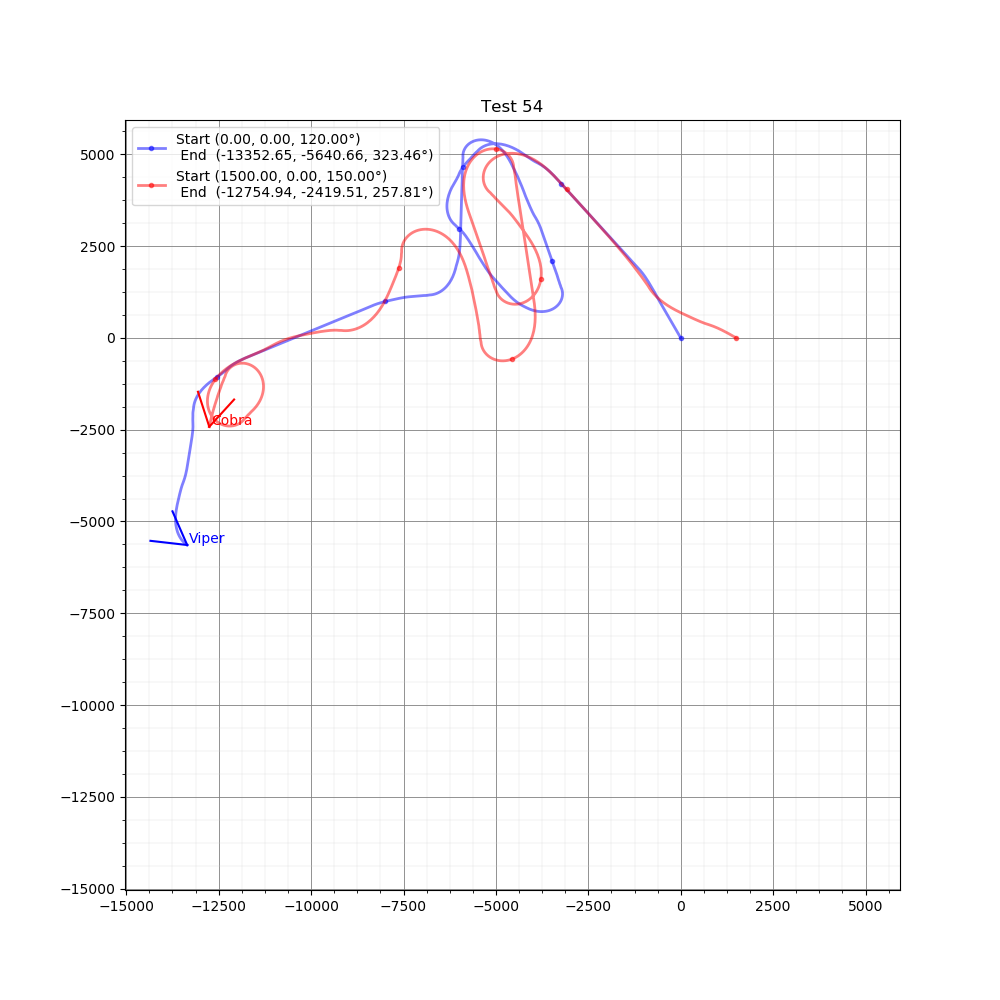 Test 54
Start (0.00, 0.00, 120.00°)
End (-13352.65, -5640.66, 323.46°)
Start (1500.00, 0.00, 150.00°)
End (-12754.94, -2419.51, 257.81°)
5000
2500
0
−2500
−5000
−7500
−10000
−12500
−15000
Cobra
Viper
−15000 −12500 −10000 −7500 −5000 −2500 0 2500 5000